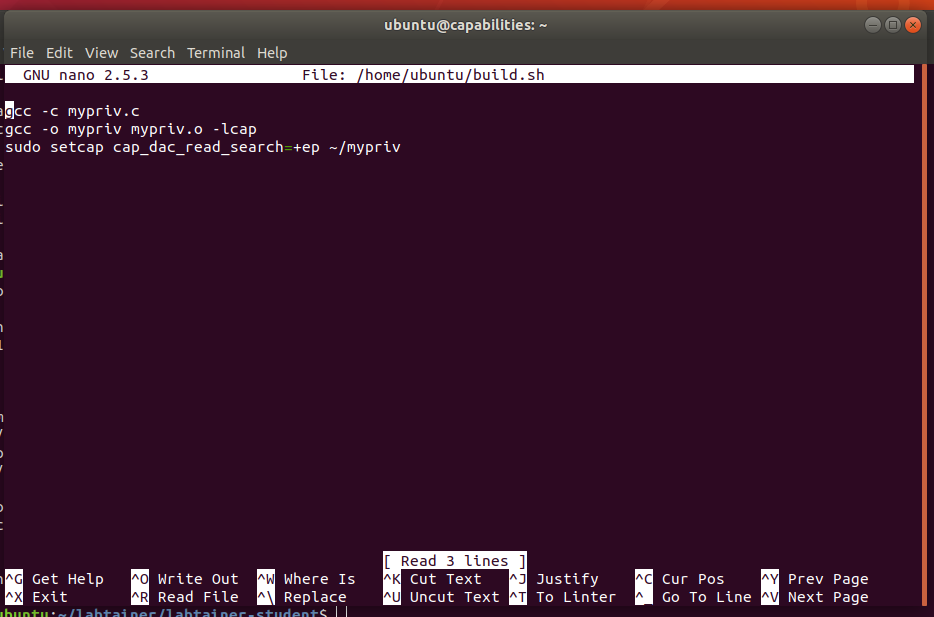 ubuntu@capabilities: ~
File Edit View Search Terminal Help
GNU nano 2.5.3 File: /home/ubuntu/build.sh
gcc -c mypriv.c
gcc -o mypriv mypriv.o -lcap
sudo setcap cap_dac_read_search=+ep ~/mypriv
[ Read 3 lines ]
^G Get Help ^O Write Out ^W Where Is ^K Cut Text ^J Justify ^C Cur Pos ^Y Prev Page
^X Exit ^R Read File ^\ Replace ^U Uncut Text ^T To Linter ^_ Go To Line ^V Next Page
ubuntu:~/labtainer/labtainer-student$